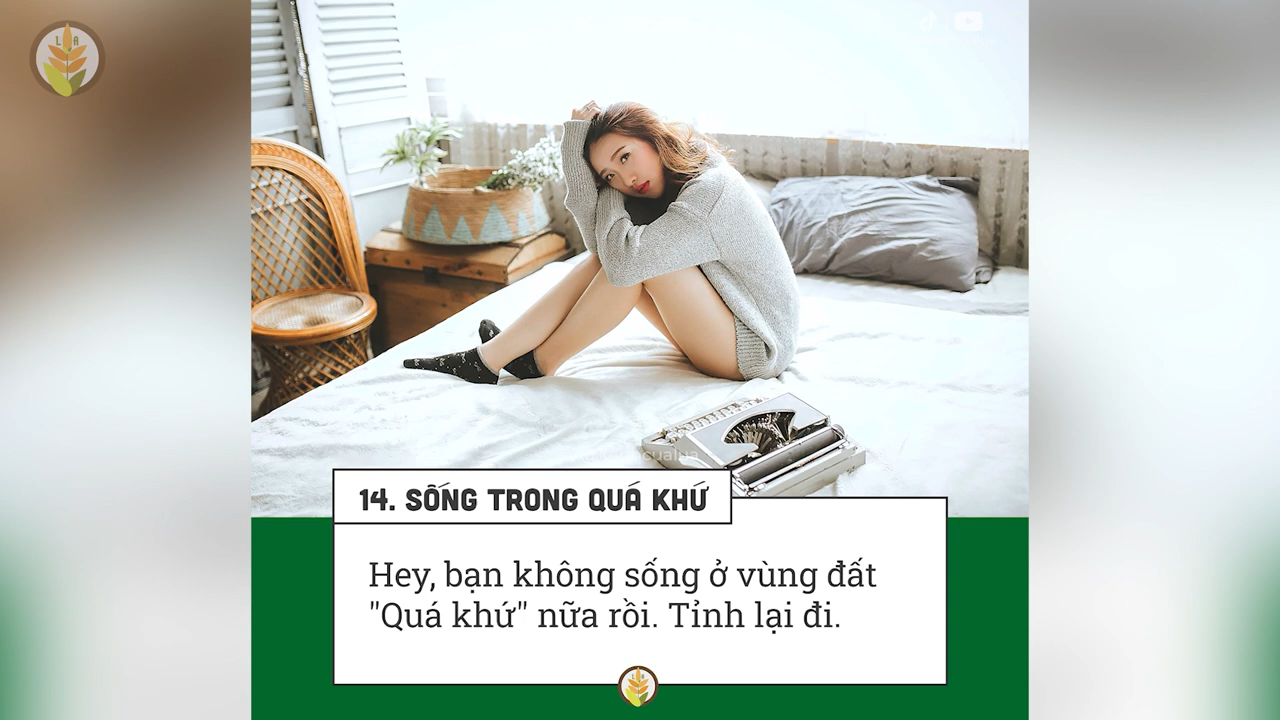 L A
14. SỐNG TRONG QUÁ KHỨ
Hey, bạn không sống ở vùng đất
"Quá khứ" nữa rồi. Tỉnh lại đi.